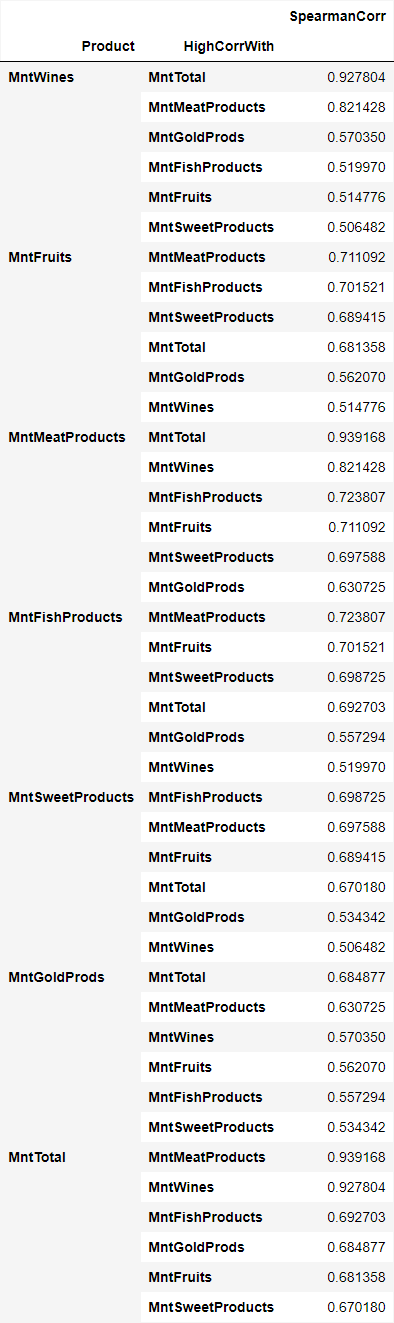 SpearmanCorr
Product HighCorrWith
MntWines MntTotal 0.927804
MntMeatProducts 0.821428
MntGoldProds 0.570350
MntFishProducts 0.519970
MntFruits 0.514776
MntSweetProducts 0.506482
MntFruits MntMeatProducts 0.711092
MntFishProducts 0.701521
MntSweetProducts 0.689415
MntTotal 0.681358
MntGoldProds 0.562070
MntWines 0.514776
MntMeatProducts MntTotal 0.939168
MntWines 0.821428
MntFishProducts 0.723807
MntFruits 0.711092
MntSweetProducts 0.697588
MntGoldProds 0.630725
MntFishProducts MntMeatProducts 0.723807
MntFruits 0.701521
MntSweetProducts 0.698725
MntTotal 0.692703
MntGoldProds 0.557294
MntWines 0.519970
MntSweetProducts MntFishProducts 0.698725
MntMeatProducts 0.697588
MntFruits 0.689415
MntTotal 0.670180
MntGoldProds 0.534342
MntWines 0.506482
MntGoldProds MntTotal 0.684877
MntMeatProducts 0.630725
MntWines 0.570350
MntFruits 0.562070
MntFishProducts 0.557294
MntSweetProducts 0.534342
MntTotal MntMeatProducts 0.939168
MntWines 0.927804
MntFishProducts 0.692703
MntGoldProds 0.684877
MntFruits 0.681358
MntSweetProducts 0.670180